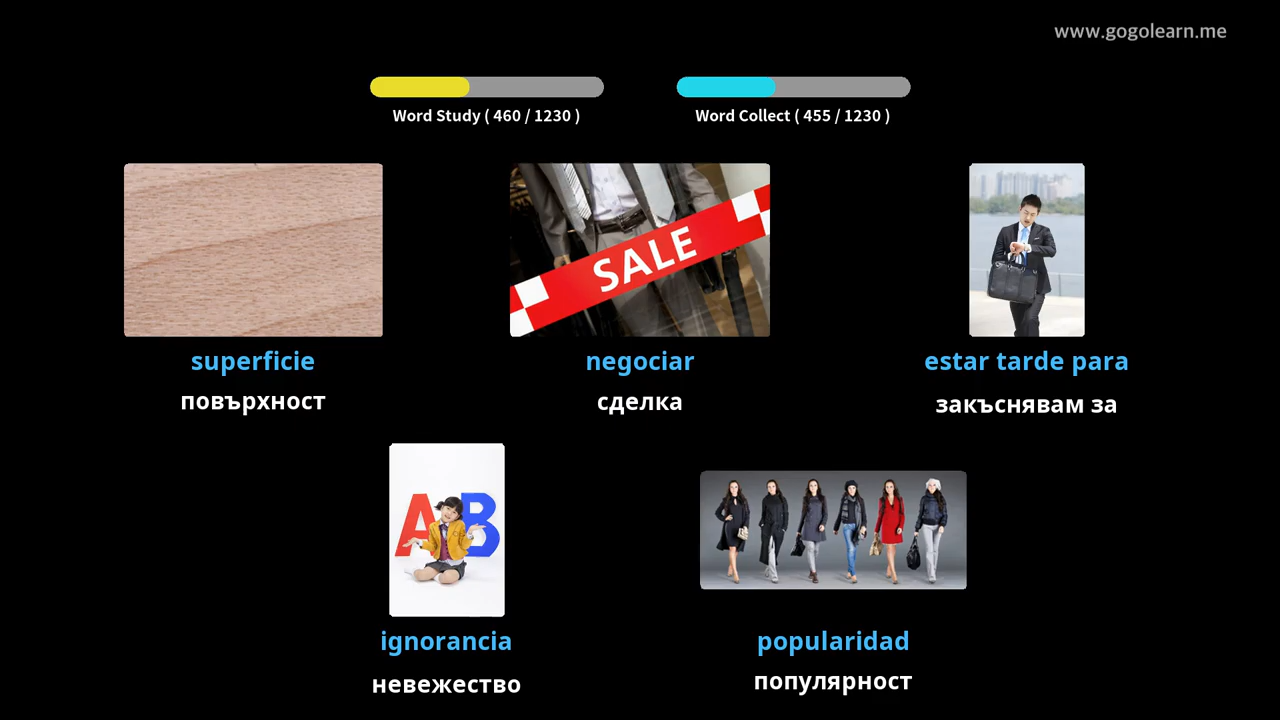 www.gogolearn.me
Word Study ( 460 / 1230 )
Word Collect ( 455 / 1230 )
SALE
superficie
negociar
estar tarde para
повърхност
сделка
закъснявам за
A B
ignorancia
popularidad
невежество
популярност